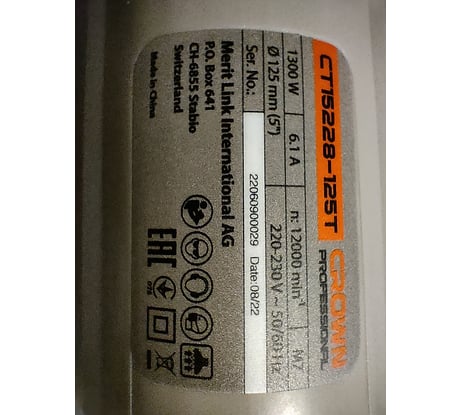 CT15228-125T CROWN
PROFESSIONAL
1300 W 6.1 A n: 12000 min⁻¹ M7
Ø 125 mm (5") 220-230 V ~ 50/60 Hz
Ser. No.: 22060900029 Date:08/22
Merit Link International AG
P.O. Box 641
CH-6855 Stabio
Switzerland
Made in China
EAC